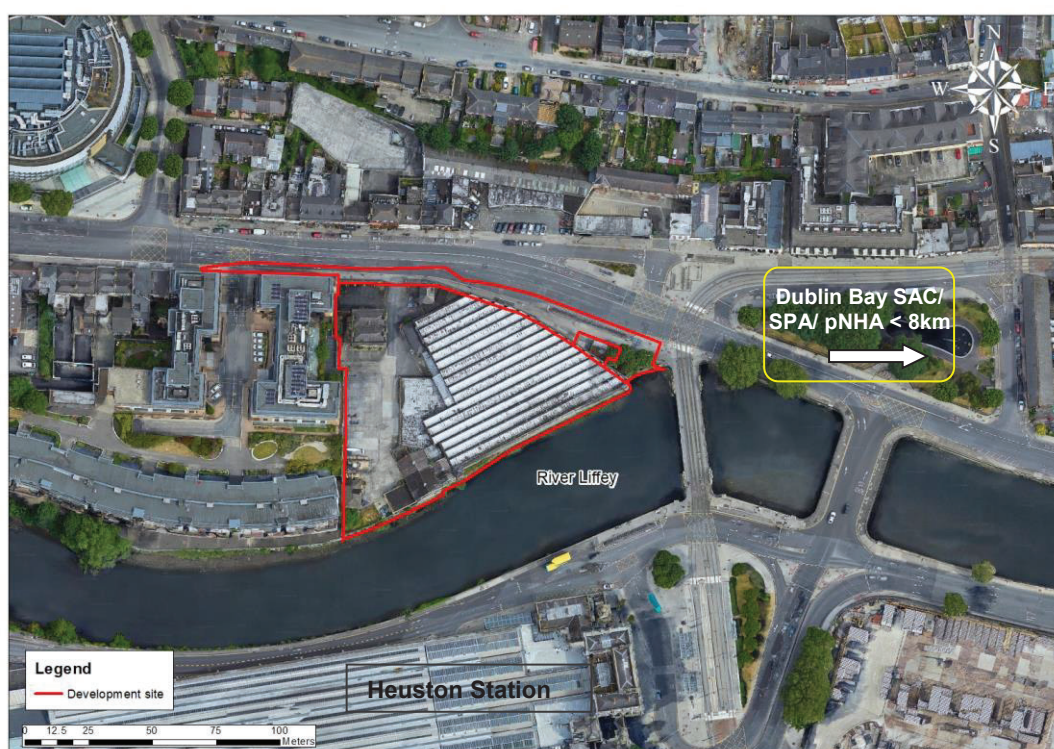 N
W E
S
Dublin Bay SAC/
SPA/ pNHA < 8km
River Liffey
Legend
Development site
Heuston Station
0 12.5 25 50 75 100
Meters